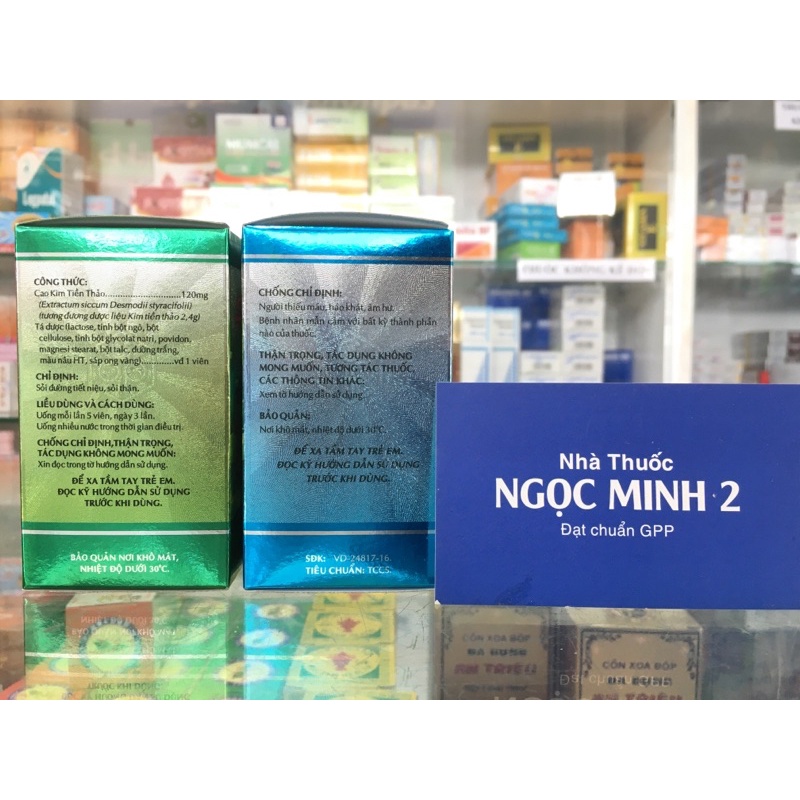 CÔNG THỨC:
Cao Kim Tiền Thảo..............................120mg
(Extractum siccum Desmodii styracifolii)
(tương đương dược liệu Kim tiền thảo 2,4g)
Tá dược (lactose, tinh bột ngô, bột
cellulose, tinh bột glycolat natri, povidon,
magnesi stearat, bột talc, đường trắng,
màu nâu HT, sáp ong vàng)............vđ 1 viên
CHỈ ĐỊNH:
Sỏi đường tiết niệu, sỏi thận.
LIỀU DÙNG VÀ CÁCH DÙNG:
Uống mỗi lần 5 viên, ngày 3 lần.
Uống nhiều nước trong thời gian điều trị.
CHỐNG CHỈ ĐỊNH,THẬN TRỌNG,
TÁC DỤNG KHÔNG MONG MUỐN:
Xin đọc trong tờ hướng dẫn sử dụng.
ĐỂ XA TẦM TAY TRẺ EM.
ĐỌC KỸ HƯỚNG DẪN SỬ DỤNG
TRƯỚC KHI DÙNG.
BẢO QUẢN NƠI KHÔ MÁT,
NHIỆT ĐỘ DƯỚI 30°C.
CHỐNG CHỈ ĐỊNH:
Người thiếu máu, háo khát, âm hư.
Bệnh nhân mẫn cảm với bất kỳ thành phần
nào của thuốc.
THẬN TRỌNG, TÁC DỤNG KHÔNG
MONG MUỐN, TƯƠNG TÁC THUỐC,
CÁC THÔNG TIN KHÁC:
Xem tờ hướng dẫn sử dụng.
BẢO QUẢN:
Nơi khô mát, nhiệt độ dưới 30°C.
ĐỂ XA TẦM TAY TRẺ EM.
ĐỌC KỸ HƯỚNG DẪN SỬ DỤNG
TRƯỚC KHI DÙNG.
SĐK: VD-24817-16.
TIÊU CHUẨN: TCCS.
Nhà Thuốc
NGỌC MINH 2
Đạt chuẩn GPP
CỒN XOA BÓP
CỒN XOA BÓP